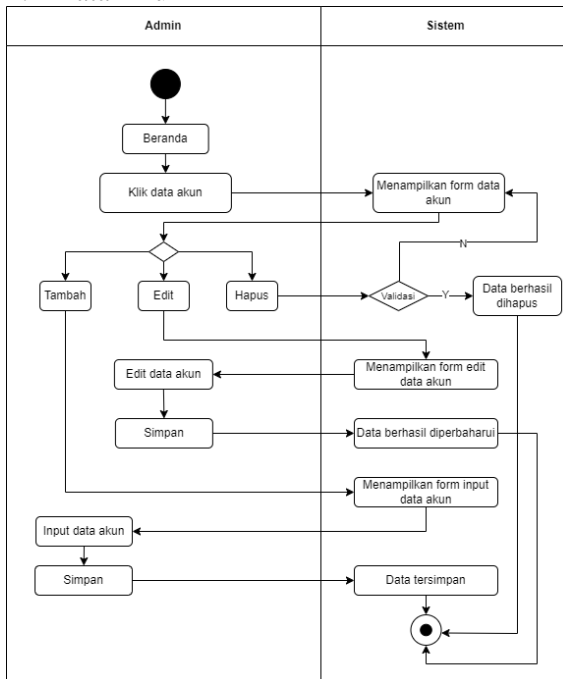 Admin
Sistem
Beranda
Klik data akun
Menampilkan form data
akun
N
Tambah
Edit
Hapus
Validasi
Y
Data berhasil
dihapus
Edit data akun
Menampilkan form edit
data akun
Simpan
Data berhasil diperbaharui
Menampilkan form input
data akun
Input data akun
Simpan
Data tersimpan